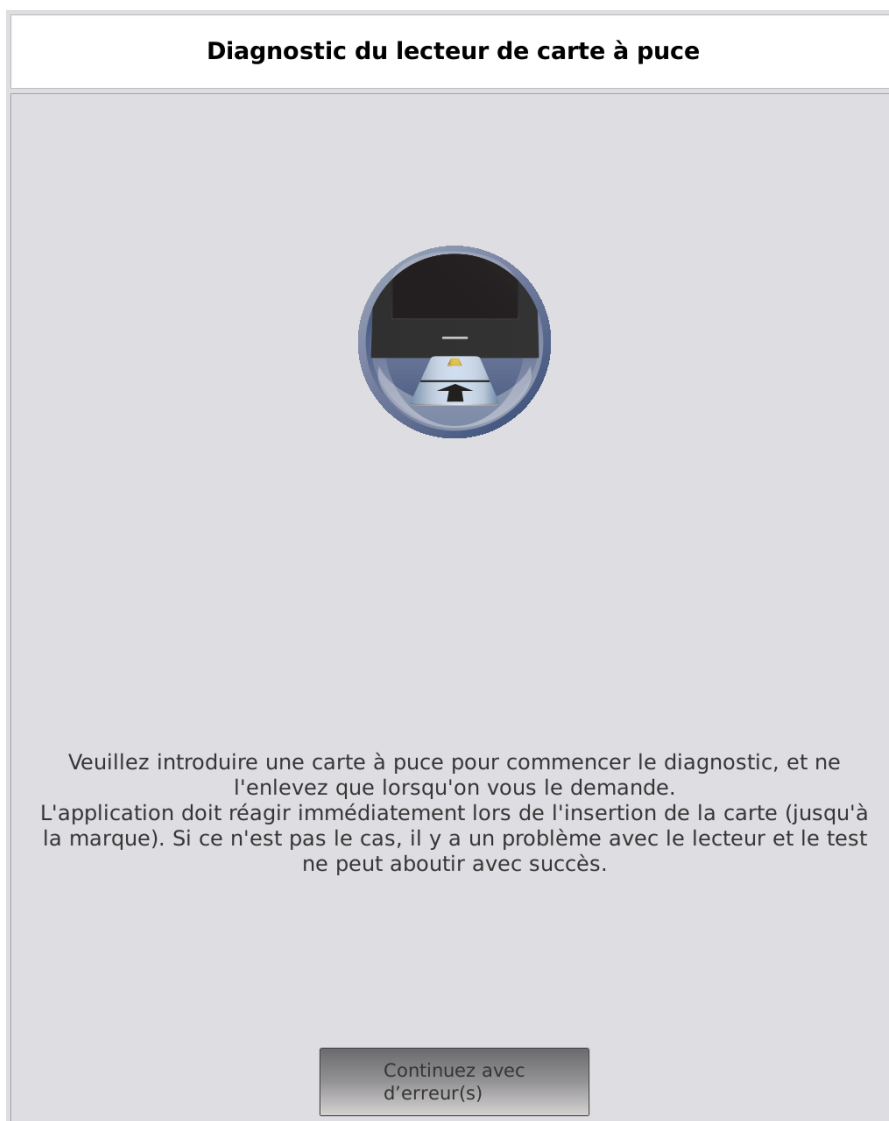 Diagnostic du lecteur de carte à puce
Veuillez introduire une carte à puce pour commencer le diagnostic, et ne
l'enlevez que lorsqu'on vous le demande.
L'application doit réagir immédiatement lors de l'insertion de la carte (jusqu'à
la marque). Si ce n'est pas le cas, il y a un problème avec le lecteur et le test
ne peut aboutir avec succès.
Continuez avec
d’erreur(s)